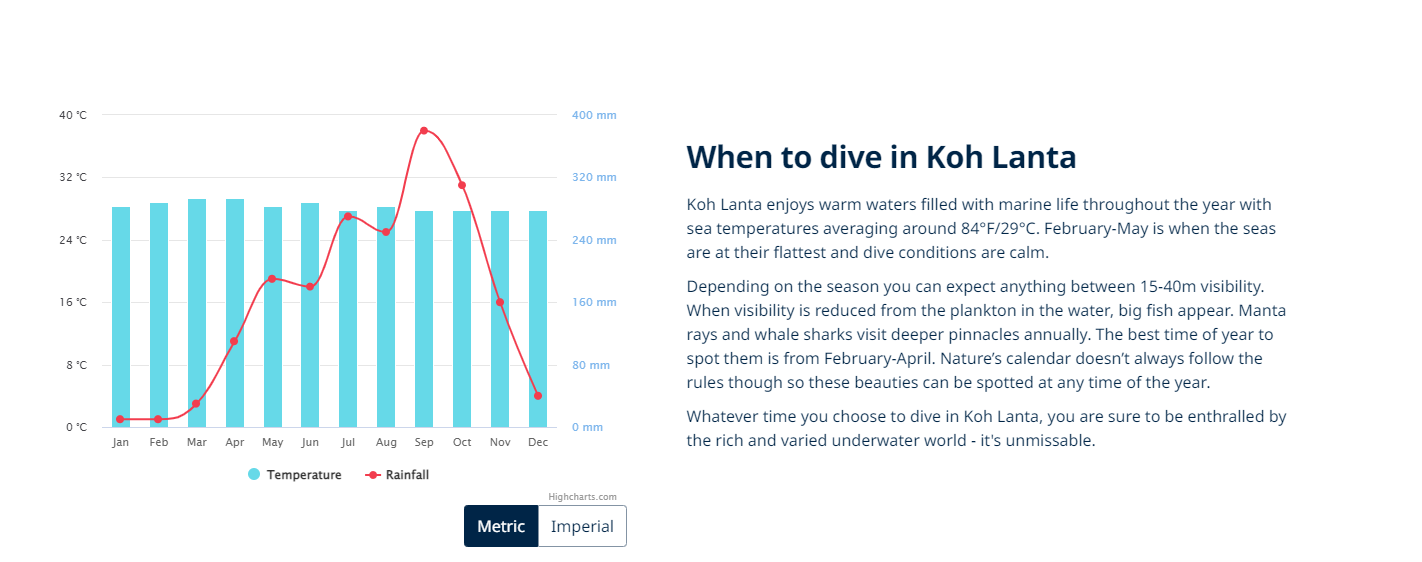 40 °C
400 mm
32 °C
320 mm
24 °C
240 mm
16 °C
160 mm
8 °C
80 mm
0 °C
0 mm
Jan Feb Mar Apr May Jun Jul Aug Sep Oct Nov Dec
Temperature Rainfall
Highcharts.com
Metric Imperial
When to dive in Koh Lanta
Koh Lanta enjoys warm waters filled with marine life throughout the year with
sea temperatures averaging around 84°F/29°C. February-May is when the seas
are at their flattest and dive conditions are calm.
Depending on the season you can expect anything between 15-40m visibility.
When visibility is reduced from the plankton in the water, big fish appear. Manta
rays and whale sharks visit deeper pinnacles annually. The best time of year to
spot them is from February-April. Nature’s calendar doesn’t always follow the
rules though so these beauties can be spotted at any time of the year.
Whatever time you choose to dive in Koh Lanta, you are sure to be enthralled by
the rich and varied underwater world - it's unmissable.